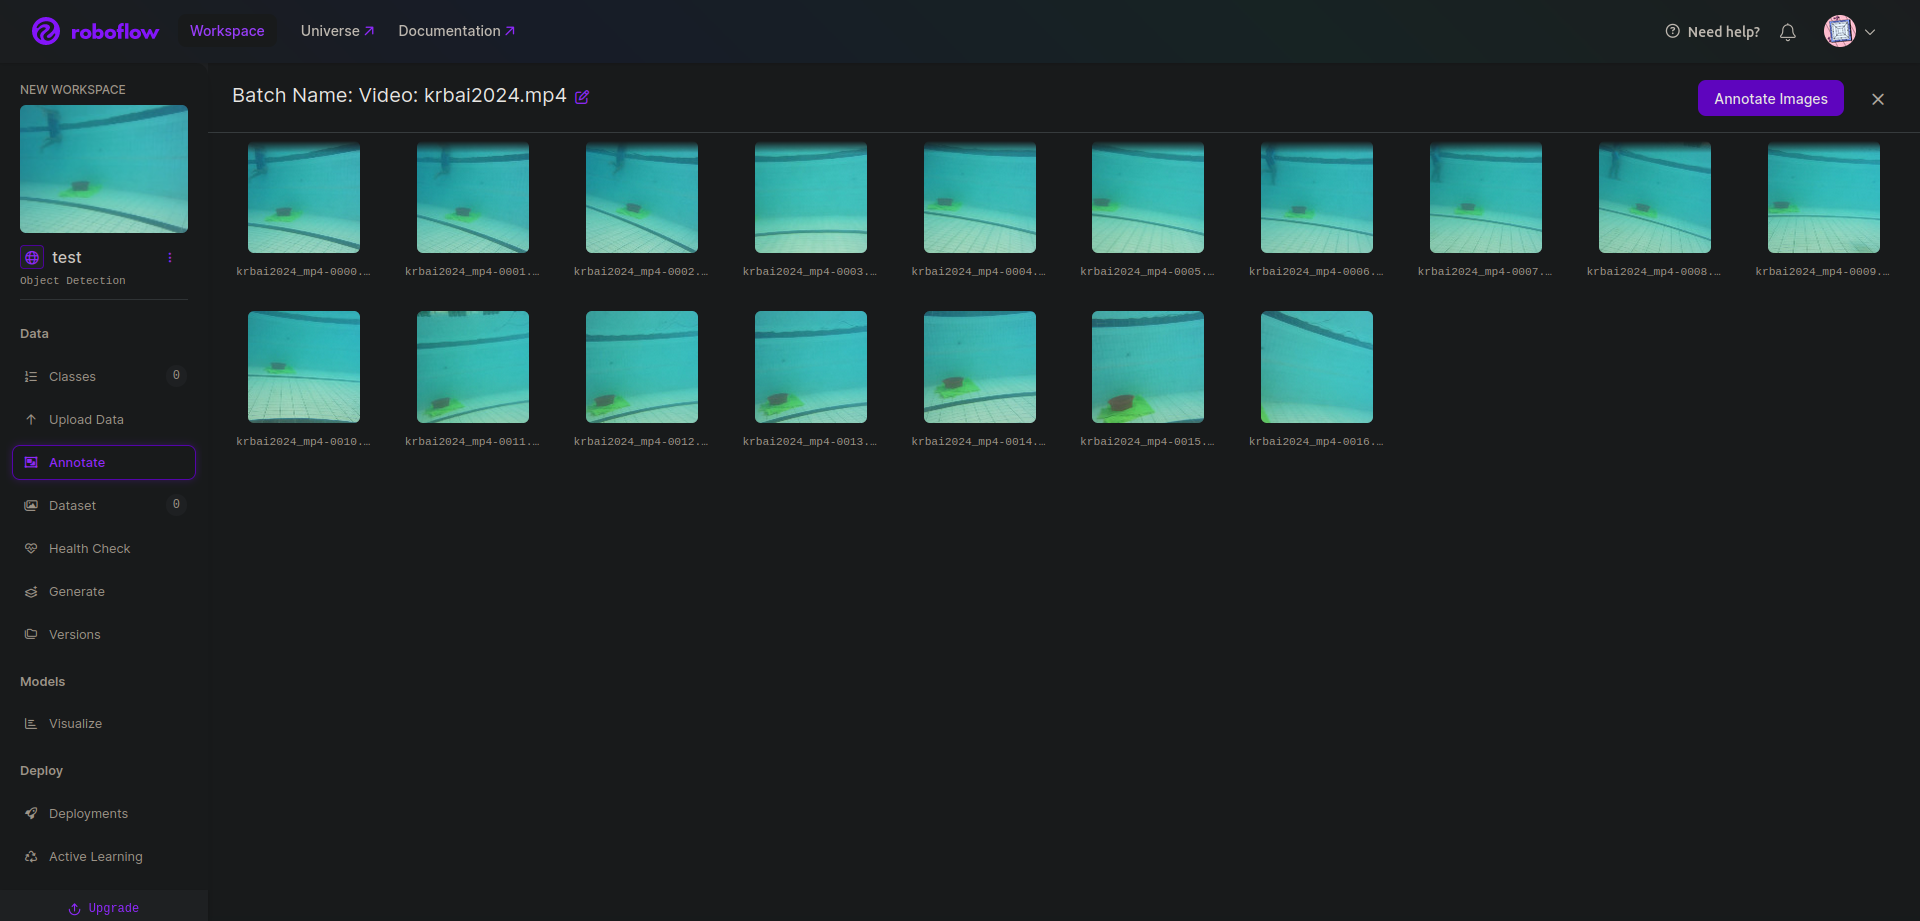 roboflow Workspace Universe Documentation Need help?
NEW WORKSPACE
Batch Name: Video: krbai2024.mp4 Annotate Images
krbai2024_mp4-0000.… krbai2024_mp4-0001.… krbai2024_mp4-0002.… krbai2024_mp4-0003.… krbai2024_mp4-0004.… krbai2024_mp4-0005.… krbai2024_mp4-0006.… krbai2024_mp4-0007.… krbai2024_mp4-0008.… krbai2024_mp4-0009.…
krbai2024_mp4-0010.… krbai2024_mp4-0011.… krbai2024_mp4-0012.… krbai2024_mp4-0013.… krbai2024_mp4-0014.… krbai2024_mp4-0015.… krbai2024_mp4-0016.…
test
Object Detection
Data
Classes 0
Upload Data
Annotate
Dataset 0
Health Check
Generate
Versions
Models
Visualize
Deploy
Deployments
Active Learning
Upgrade